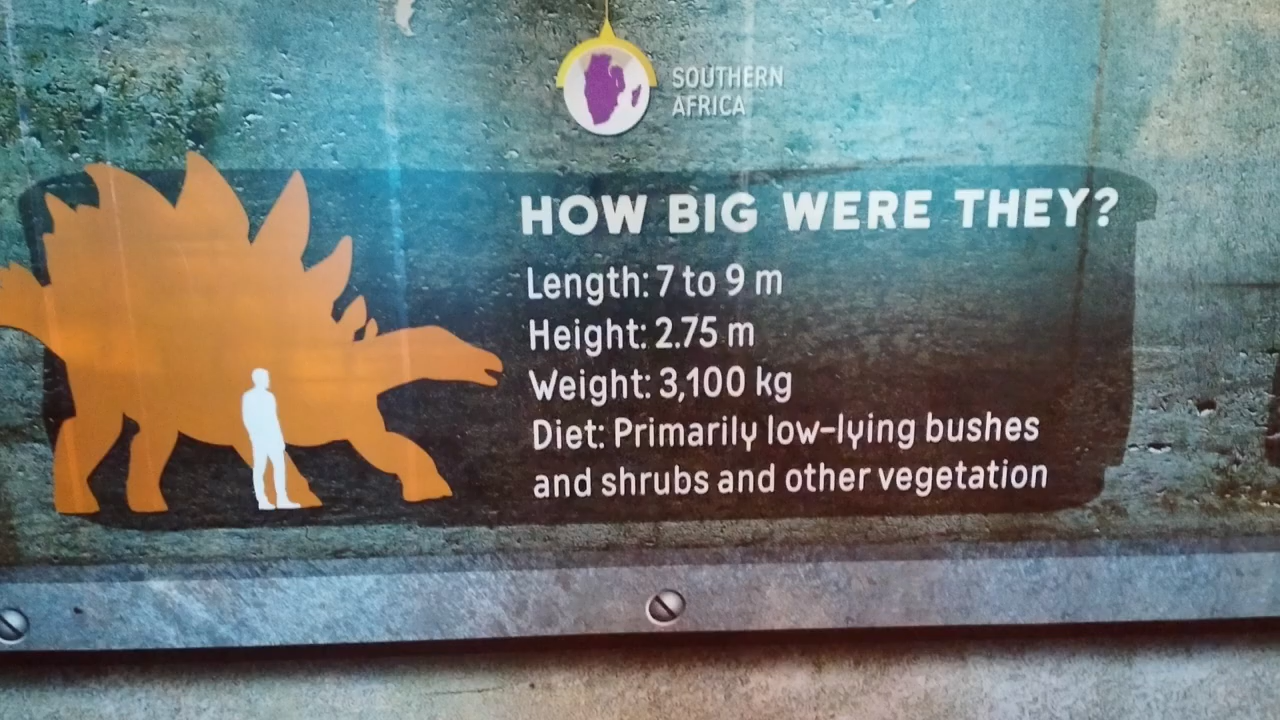 SOUTHERN
AFRICA
HOW BIG WERE THEY?
Length: 7 to 9 m
Height: 2.75 m
Weight: 3,100 kg
Diet: Primarily low-lying bushes
and shrubs and other vegetation